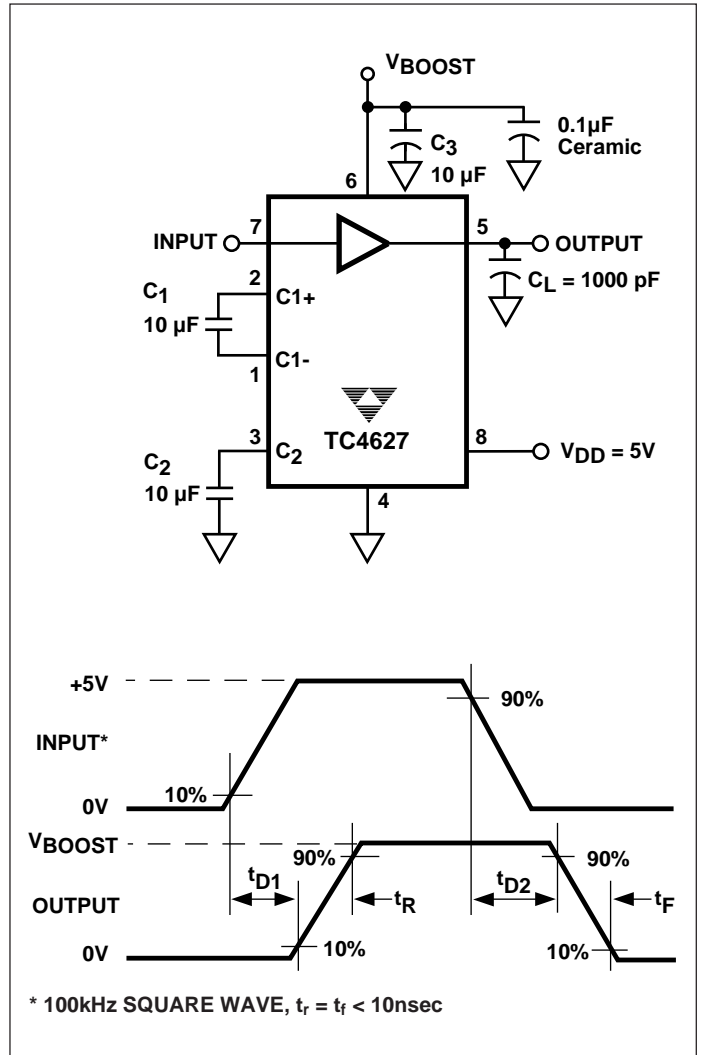 VBOOST
C3
10 µF
0.1µF
Ceramic
6
INPUT
7
5
OUTPUT
CL = 1000 pF
2
C1+
C1
10 µF
C1-
1
TC4627
3
C2
8
VDD = 5V
C2
10 µF
4
+5V
90%
INPUT*
10%
0V
VBOOST
90%
tD1
tR
tD2
90%
tF
OUTPUT
10%
10%
0V
* 100kHz SQUARE WAVE, tr = tf < 10nsec